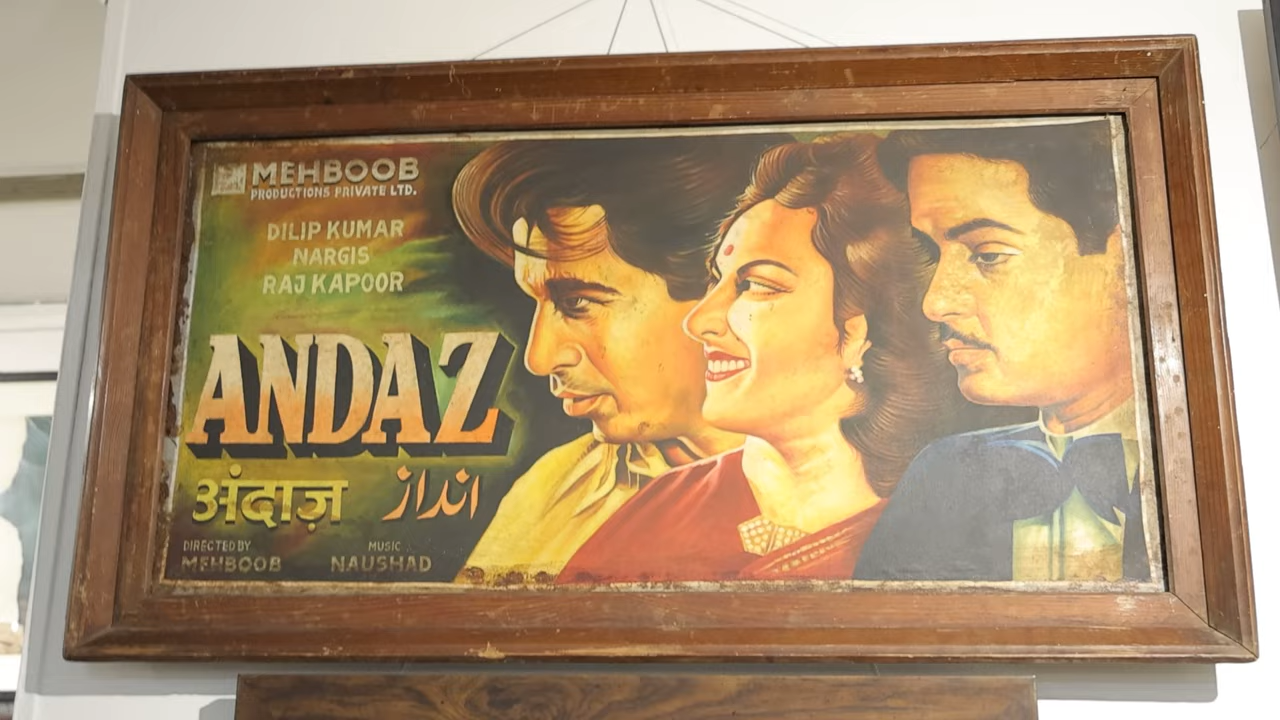 MEHBOOB
PRODUCTIONS PRIVATE LTD.
DILIP KUMAR
NARGIS
RAJ KAPOOR
ANDAZ
अंदाज़ انداز
DIRECTED BY MUSIC
MEHBOOB NAUSHAD